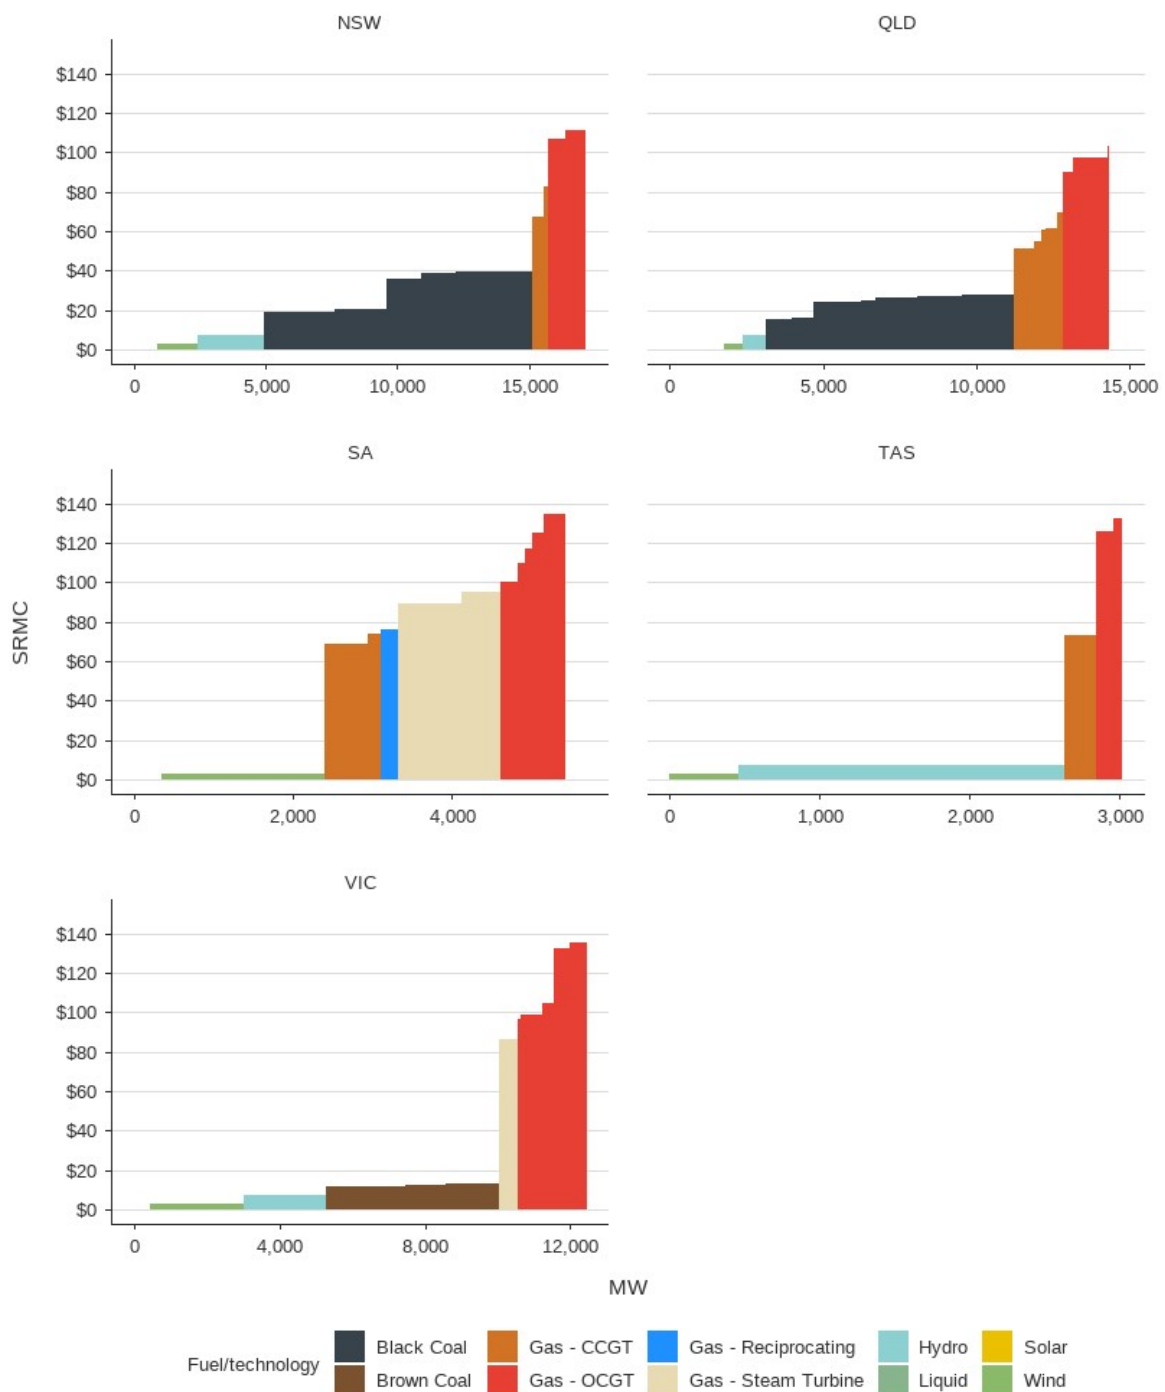 NSW
QLD
$140
$120
$100
$80
$60
$40
$20
$0
0
5,000
10,000
15,000
0
5,000
10,000
15,000
SA
TAS
$140
$120
$100
$80
$60
$40
$20
$0
0
2,000
4,000
0
1,000
2,000
3,000
SRMC
VIC
$140
$120
$100
$80
$60
$40
$20
$0
0
4,000
8,000
12,000
MW
Fuel/technology
Black Coal
Gas - CCGT
Gas - Reciprocating
Hydro
Solar
Brown Coal
Gas - OCGT
Gas - Steam Turbine
Liquid
Wind